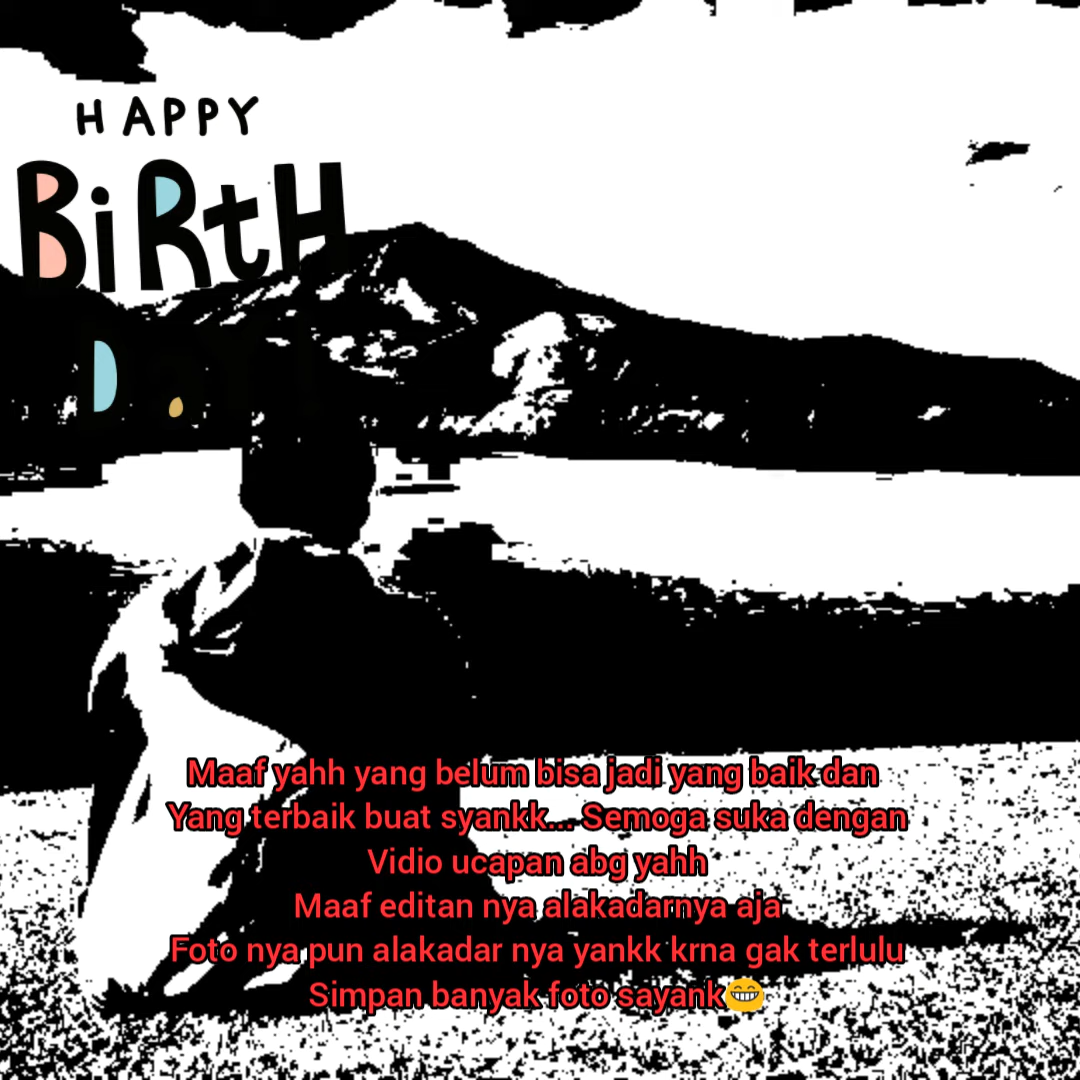 HAPPY
BiRtH
DAY
Maaf yahh yang belum bisa jadi yang baik dan
Yang terbaik buat syankk... Semoga suka dengan
Vidio ucapan abg yahh
Maaf editan nya alakadarnya aja
Foto nya pun alakadar nya yankk krna gak terlulu
Simpan banyak foto sayank😁